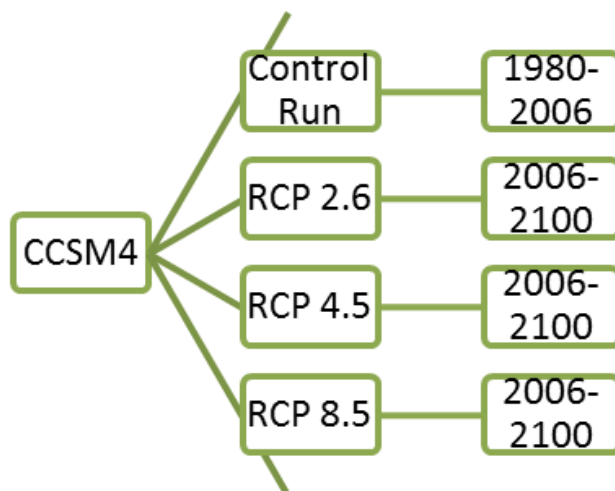 CCSM4
Control
Run
1980-
2006
RCP 2.6
2006-
2100
RCP 4.5
2006-
2100
RCP 8.5
2006-
2100